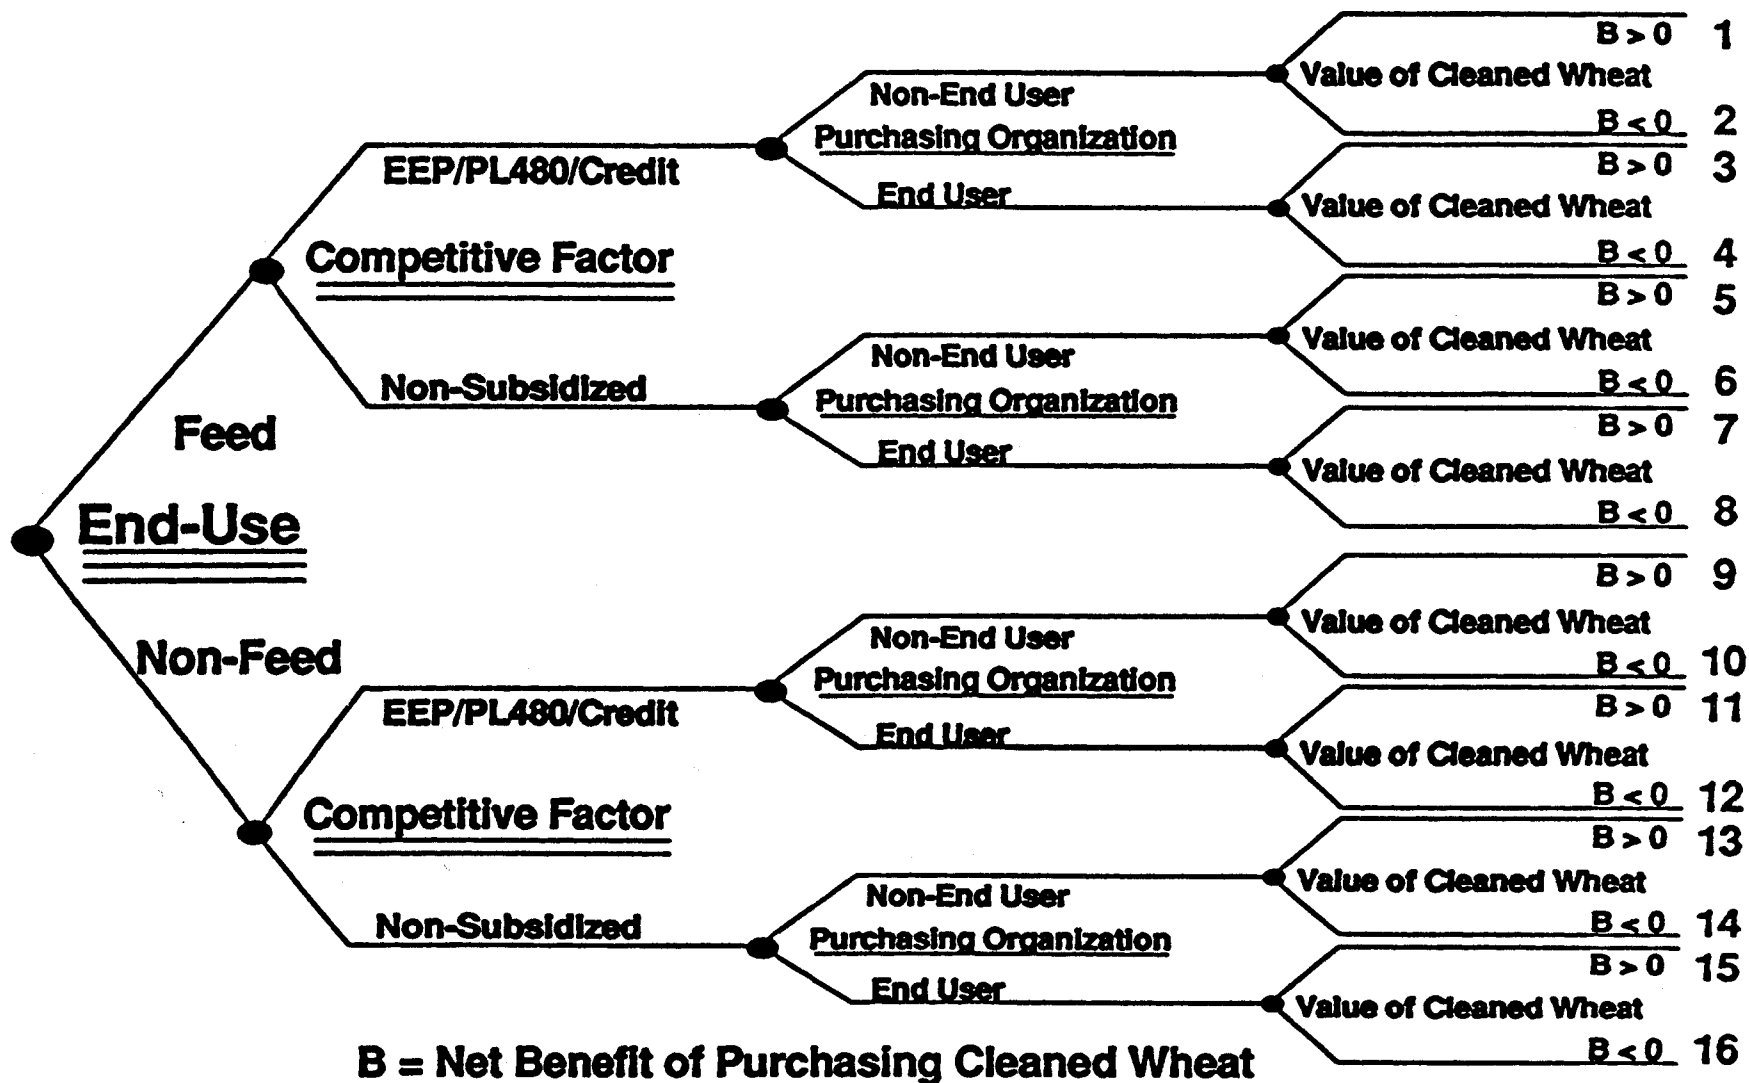 B > 0 1
Value of Cleaned Wheat
Non-End User
B < 0 2
Purchasing Organization
EEP/PL480/Credit
B > 0 3
End User
Value of Cleaned Wheat
Competitive Factor
B < 0 4
B > 0 5
Value of Cleaned Wheat
Non-End User
Non-Subsidized
B < 0 6
Purchasing Organization
Feed
B > 0 7
End User
Value of Cleaned Wheat
End-Use
B < 0 8
B > 0 9
Value of Cleaned Wheat
Non-End User
Non-Feed
B < 0 10
Purchasing Organization
EEP/PL480/Credit
B > 0 11
End User
Value of Cleaned Wheat
Competitive Factor
B < 0 12
B > 0 13
Value of Cleaned Wheat
Non-End User
Non-Subsidized
B < 0 14
Purchasing Organization
B > 0 15
End User
Value of Cleaned Wheat
B < 0 16
B = Net Benefit of Purchasing Cleaned Wheat